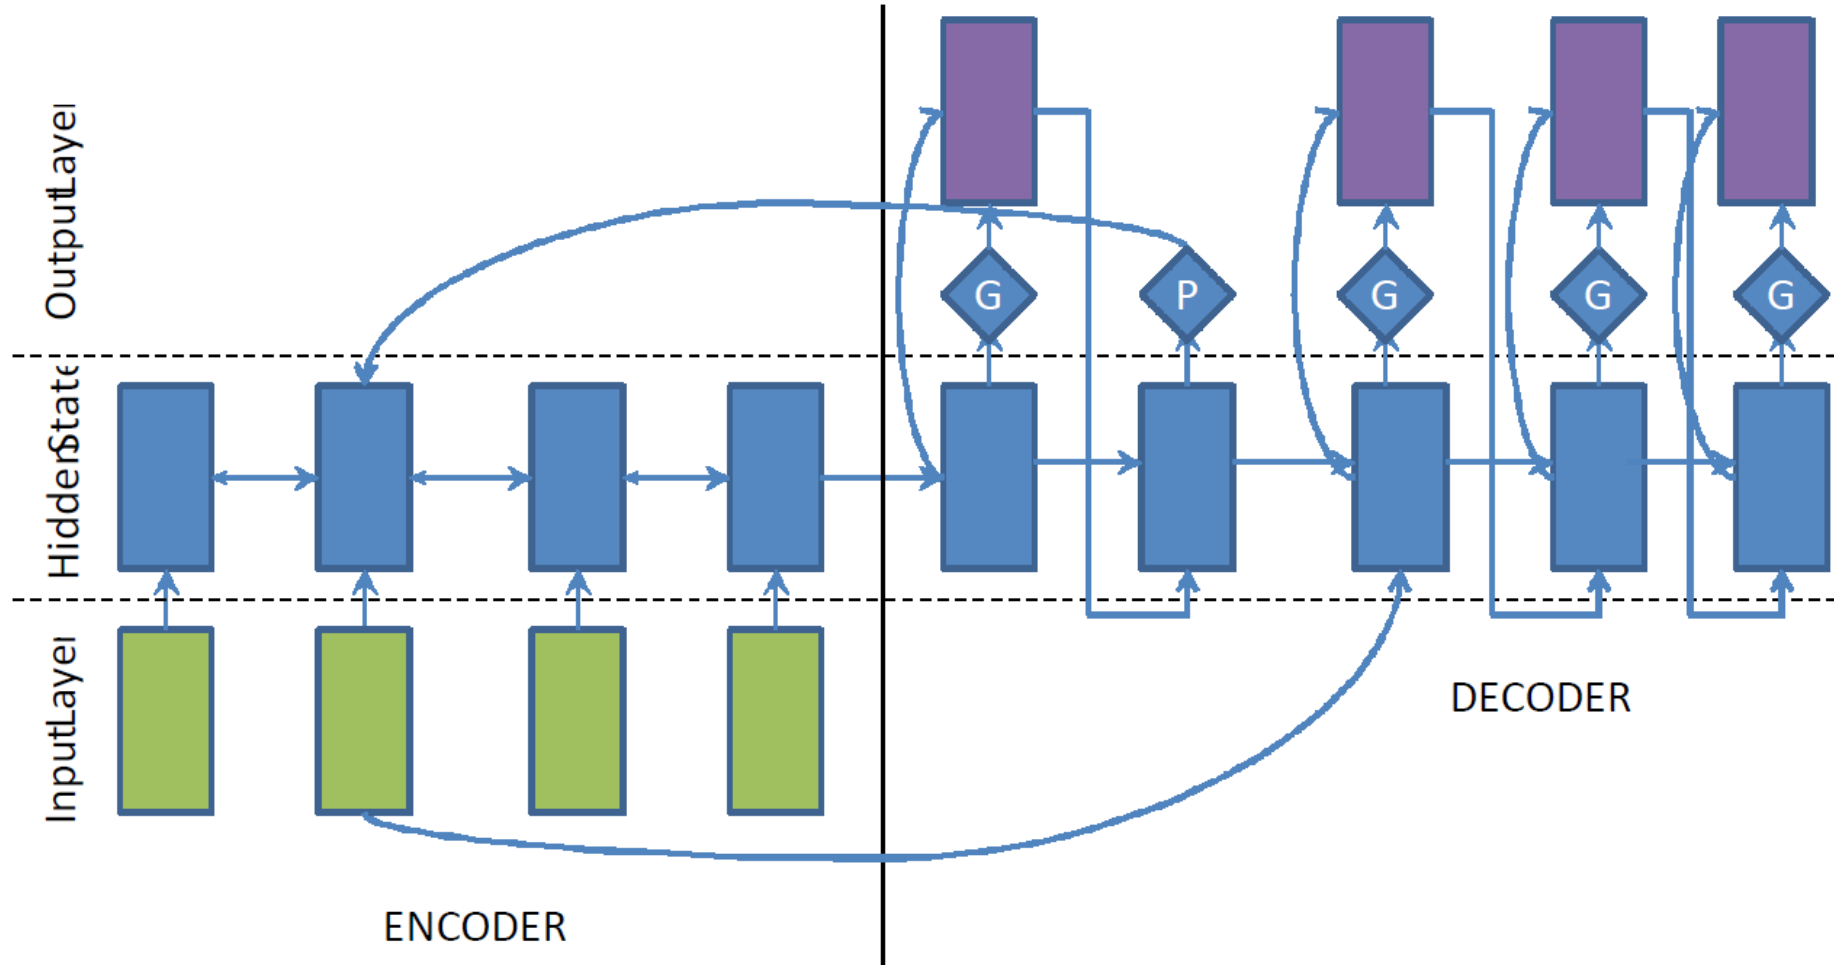 OutputLayer
G
P
G
G
G
HiddenState
InputLayer
DECODER
ENCODER